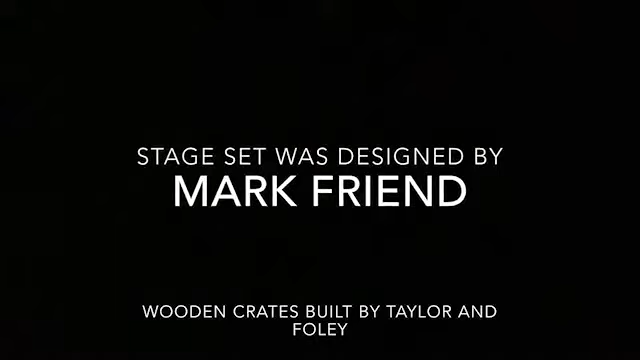 STAGE SET WAS DESIGNED BY
MARK FRIEND
WOODEN CRATES BUILT BY TAYLOR AND
FOLEY